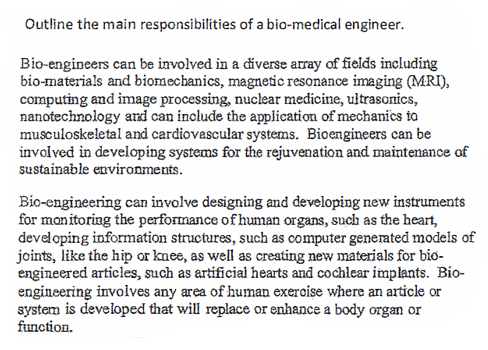 Outline the main responsibilities of a bio-medical engineer.
Bio-engineers can be involved in a diverse array of fields including
bio-materials and biomechanics, magnetic resonance imaging (MRI),
computing and image processing, nuclear medicine, ultrasonics,
nanotechnology and can include the application of mechanics to
musculoskeletal and cardiovascular systems. Bioengineers can be
involved in developing systems for the rejuvenation and maintenance of
sustainable environments.
Bio-engineering can involve designing and developing new instruments
for monitoring the performance of human organs, such as the heart,
developing information structures, such as computer generated models of
joints, like the hip or knee, as well as creating new materials for bio-
engineered articles, such as artificial hearts and cochlear implants. Bio-
engineering involves any area of human exercise where an article or
system is developed that will replace or enhance a body organ or
function.